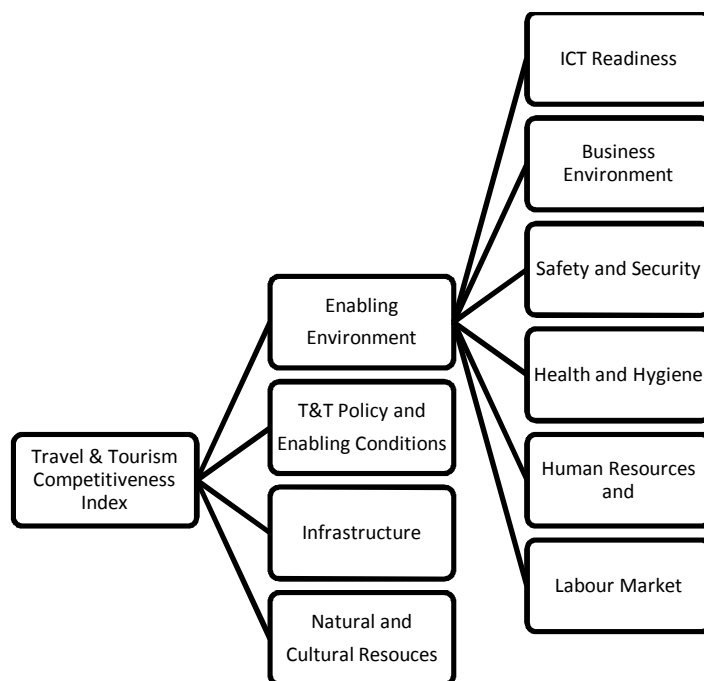 Travel & Tourism
Competitiveness
Index
Enabling
Environment
T&T Policy and
Enabling Conditions
Infrastructure
Natural and
Cultural Resouces
ICT Readiness
Business
Environment
Safety and Security
Health and Hygiene
Human Resources
and
Labour Market